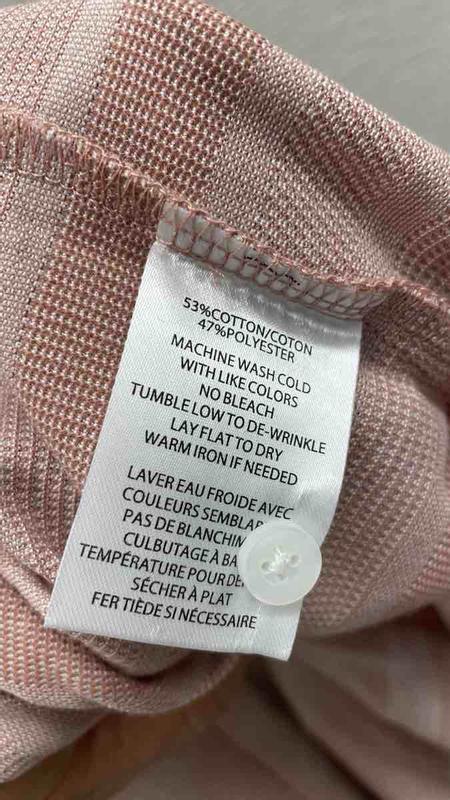 53%COTTON/COTON
47%POLYESTER
MACHINE WASH COLD
WITH LIKE COLORS
NO BLEACH
TUMBLE LOW TO DE-WRINKLE
LAY FLAT TO DRY
WARM IRON IF NEEDED
LAVER EAU FROIDE AVEC
COULEURS
PAS DE
CULBUTAGE À
TEMPÉRATURE POUR
SÉCHER À PLAT
FER TIÈDE SI NÉCESSAIRE